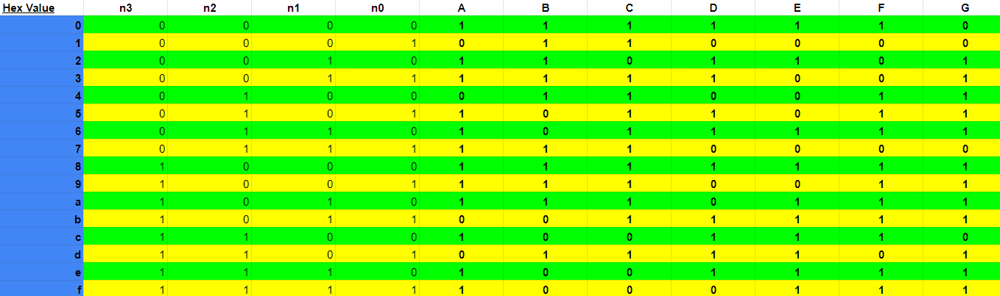 Hex Value n3 n2 n1 n0 A B C D E F G
0 0 0 0 0 1 1 1 1 1 1 0
1 0 0 0 1 0 1 1 0 0 0 0
2 0 0 1 0 1 1 0 1 1 0 1
3 0 0 1 1 1 1 1 1 0 0 1
4 0 1 0 0 0 1 1 0 0 1 1
5 0 1 0 1 1 0 1 1 0 1 1
6 0 1 1 0 1 0 1 1 1 1 1
7 0 1 1 1 1 1 1 0 0 0 0
8 1 0 0 0 1 1 1 1 1 1 1
9 1 0 0 1 1 1 1 0 0 1 1
a 1 0 1 0 1 1 1 0 1 1 1
b 1 0 1 1 0 0 1 1 1 1 1
c 1 1 0 0 1 0 0 1 1 1 0
d 1 1 0 1 0 1 1 1 1 0 1
e 1 1 1 0 1 0 0 1 1 1 1
f 1 1 1 1 1 0 0 0 1 1 1